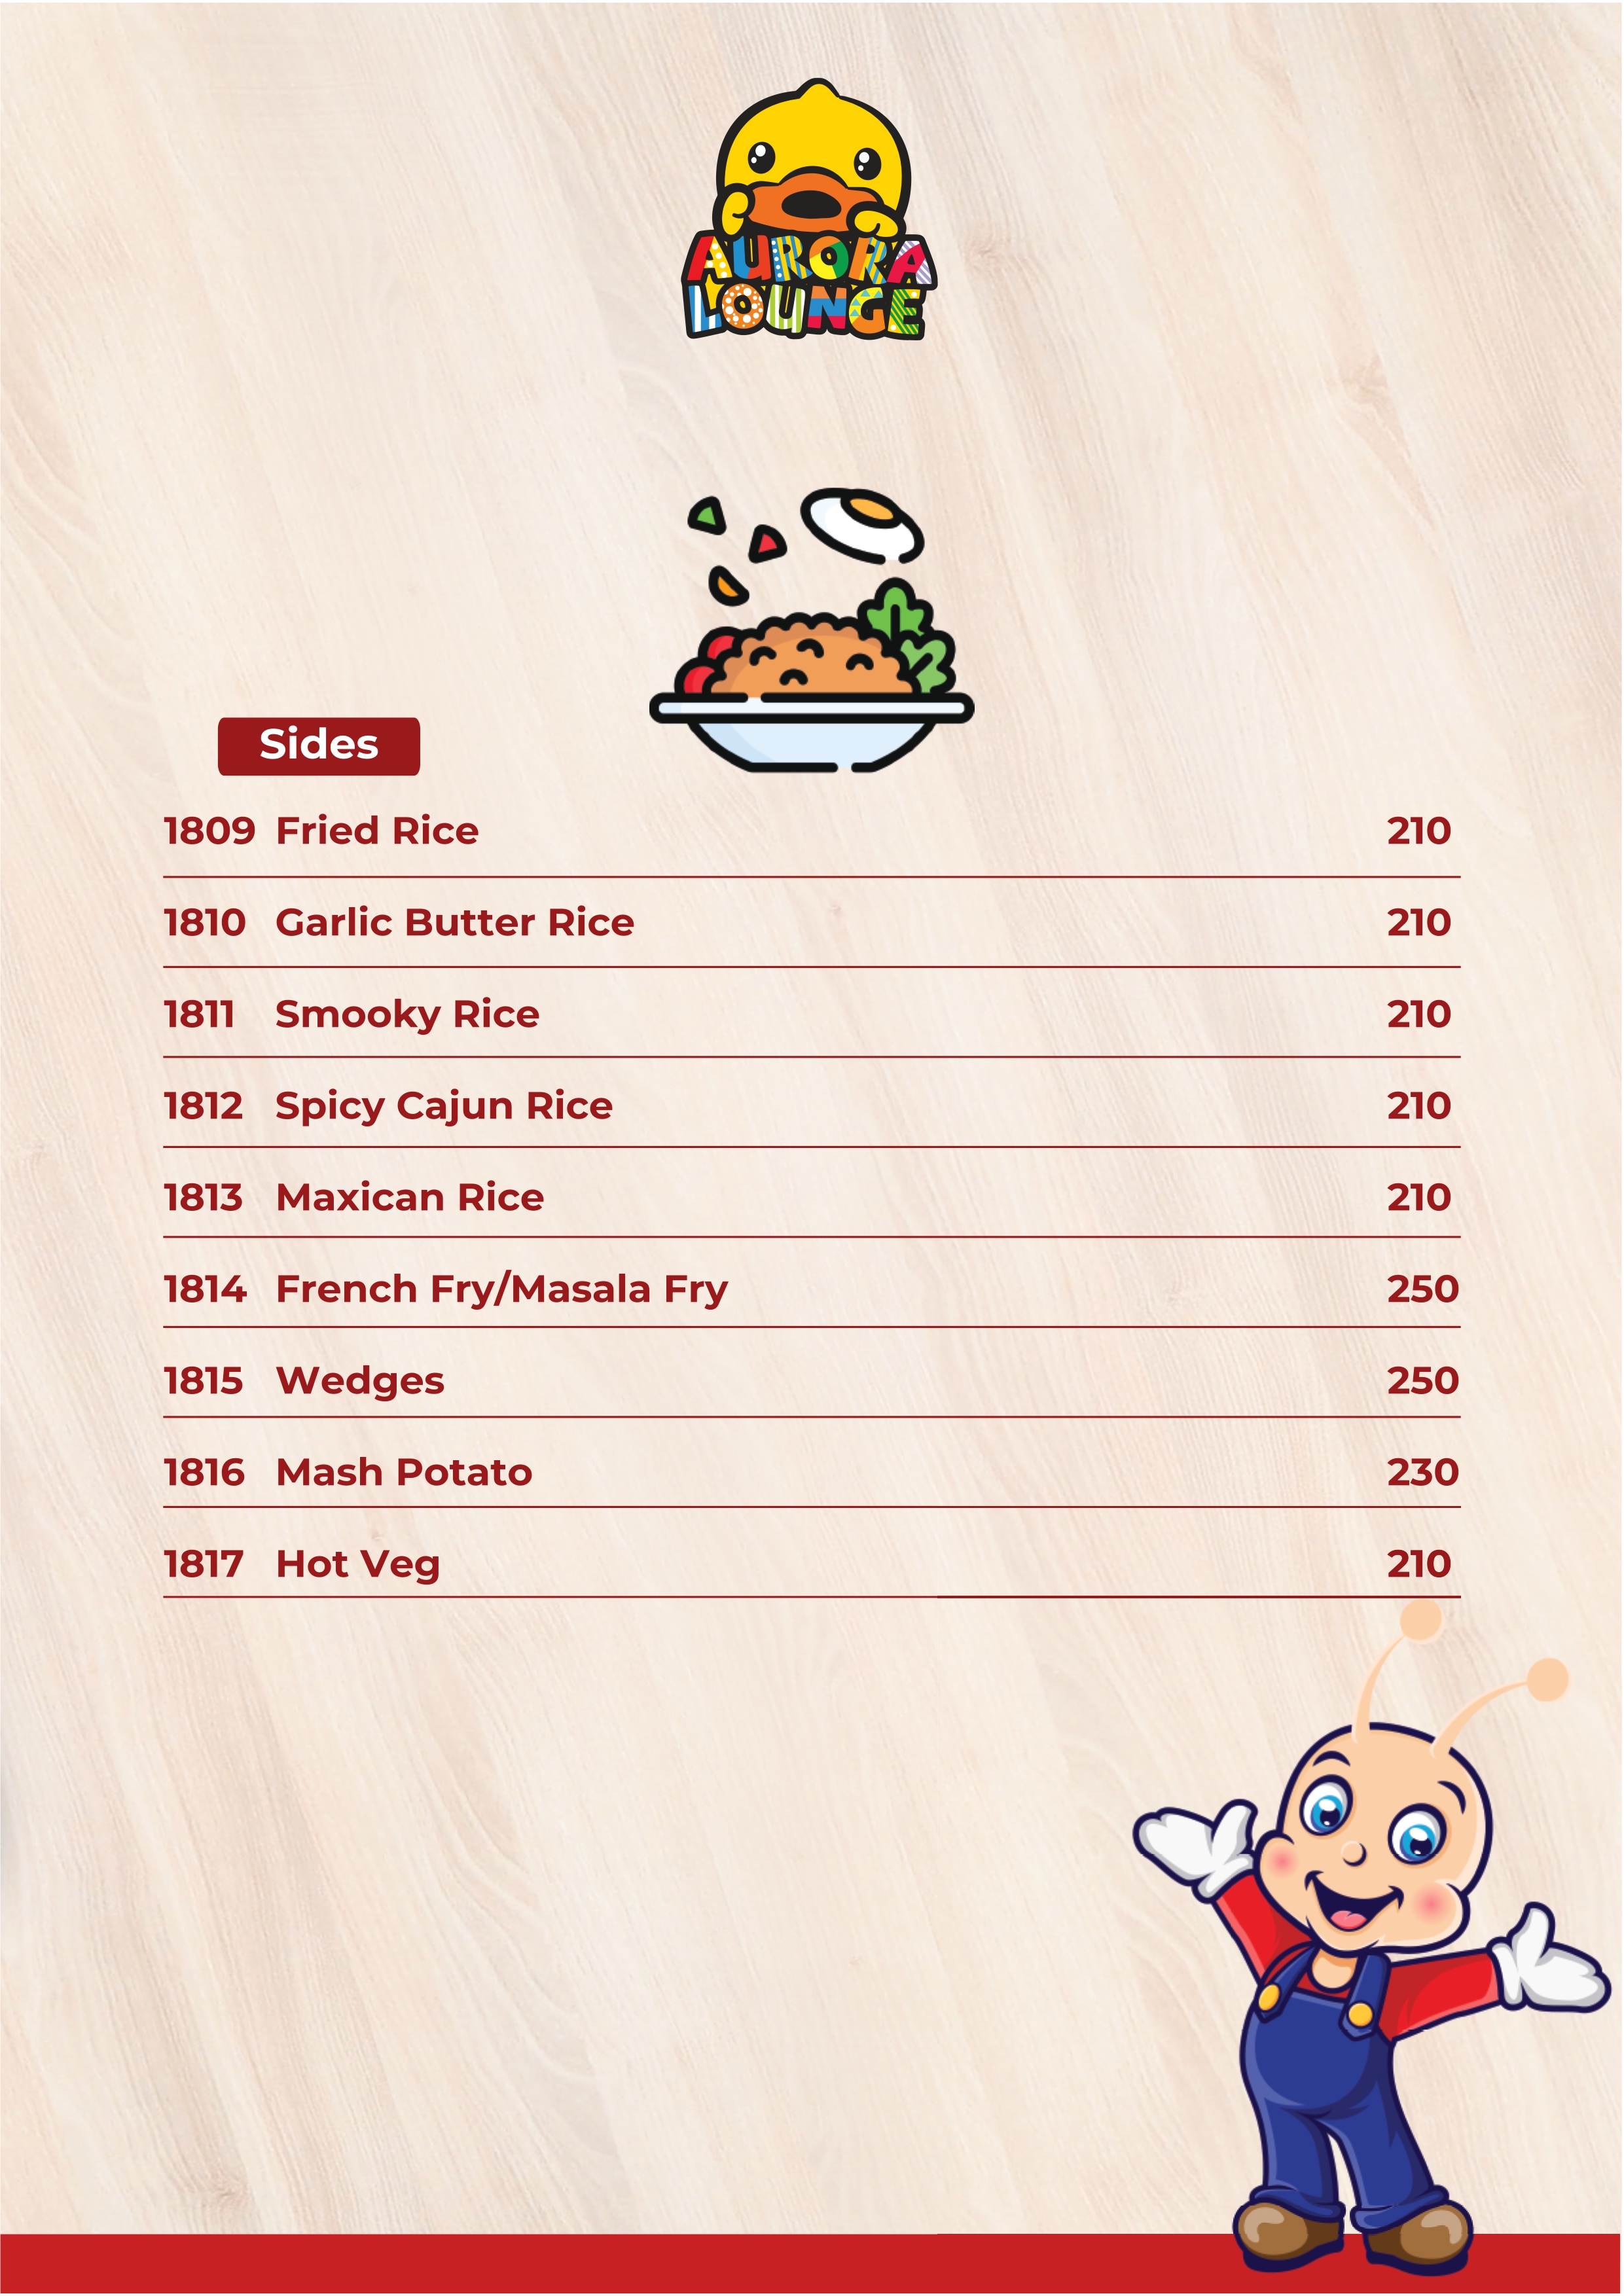 AURORA
LOUNGE
Sides
1809 Fried Rice 210
1810 Garlic Butter Rice 210
1811 Smooky Rice 210
1812 Spicy Cajun Rice 210
1813 Maxican Rice 210
1814 French Fry/Masala Fry 250
1815 Wedges 250
1816 Mash Potato 230
1817 Hot Veg 210